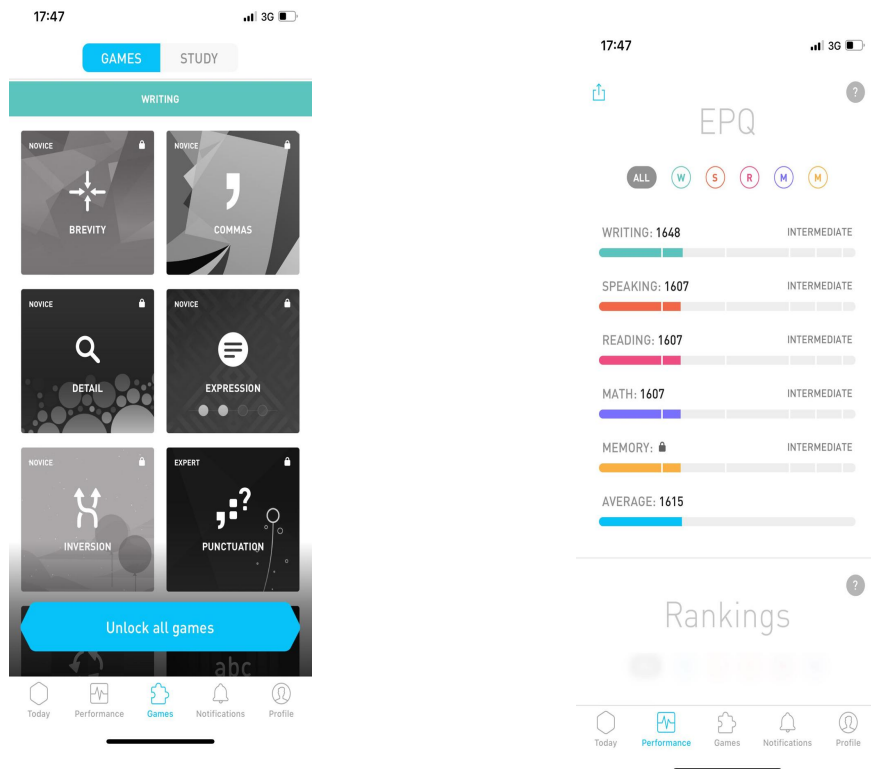 17:47
3G
GAMES STUDY
WRITING
NOVICE
BREVITY
NOVICE
COMMAS
NOVICE
DETAIL
NOVICE
EXPRESSION
NOVICE
INVERSION
EXPERT
PUNCTUATION
Unlock all games
abc
Today Performance Games Notifications Profile
17:47
3G
?
EPQ
ALL W S R M M
WRITING: 1648 INTERMEDIATE
SPEAKING: 1607 INTERMEDIATE
READING: 1607 INTERMEDIATE
MATH: 1607 INTERMEDIATE
MEMORY: INTERMEDIATE
AVERAGE: 1615
?
Rankings
Today Performance Games Notifications Profile